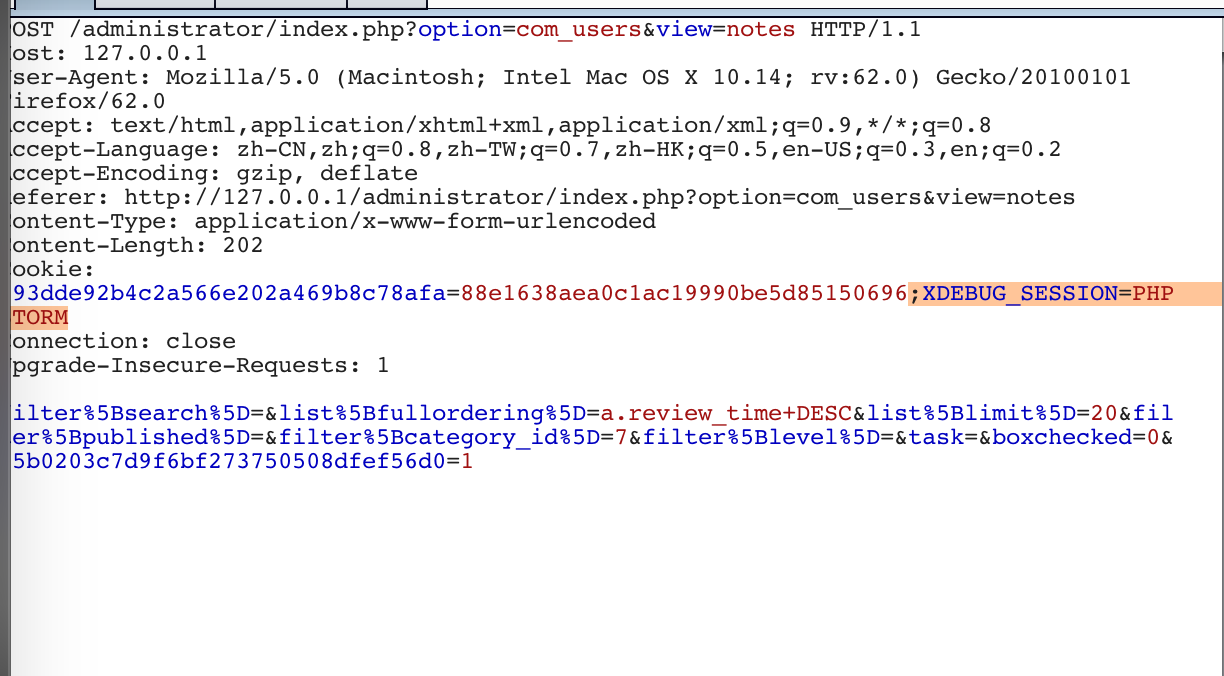 OST /administrator/index.php?option=com_users&view=notes HTTP/1.1
ost: 127.0.0.1
ser-Agent: Mozilla/5.0 (Macintosh; Intel Mac OS X 10.14; rv:62.0) Gecko/20100101
irefox/62.0
ccept: text/html,application/xhtml+xml,application/xml;q=0.9,*/*;q=0.8
ccept-Language: zh-CN,zh;q=0.8,zh-TW;q=0.7,zh-HK;q=0.5,en-US;q=0.3,en;q=0.2
ccept-Encoding: gzip, deflate
eferer: http://127.0.0.1/administrator/index.php?option=com_users&view=notes
ontent-Type: application/x-www-form-urlencoded
ontent-Length: 202
ookie:
93dde92b4c2a566e202a469b8c78afa=88e1638aea0c1ac19990be5d85150696;XDEBUG_SESSION=PHP
TORM
onnection: close
pgrade-Insecure-Requests: 1
ilter%5Bsearch%5D=&list%5Bfullordering%5D=a.review_time+DESC&list%5Blimit%5D=20&fil
er%5Bpublished%5D=&filter%5Bcategory_id%5D=7&filter%5Blevel%5D=&task=&boxchecked=0&
5b0203c7d9f6bf273750508dfef56d0=1